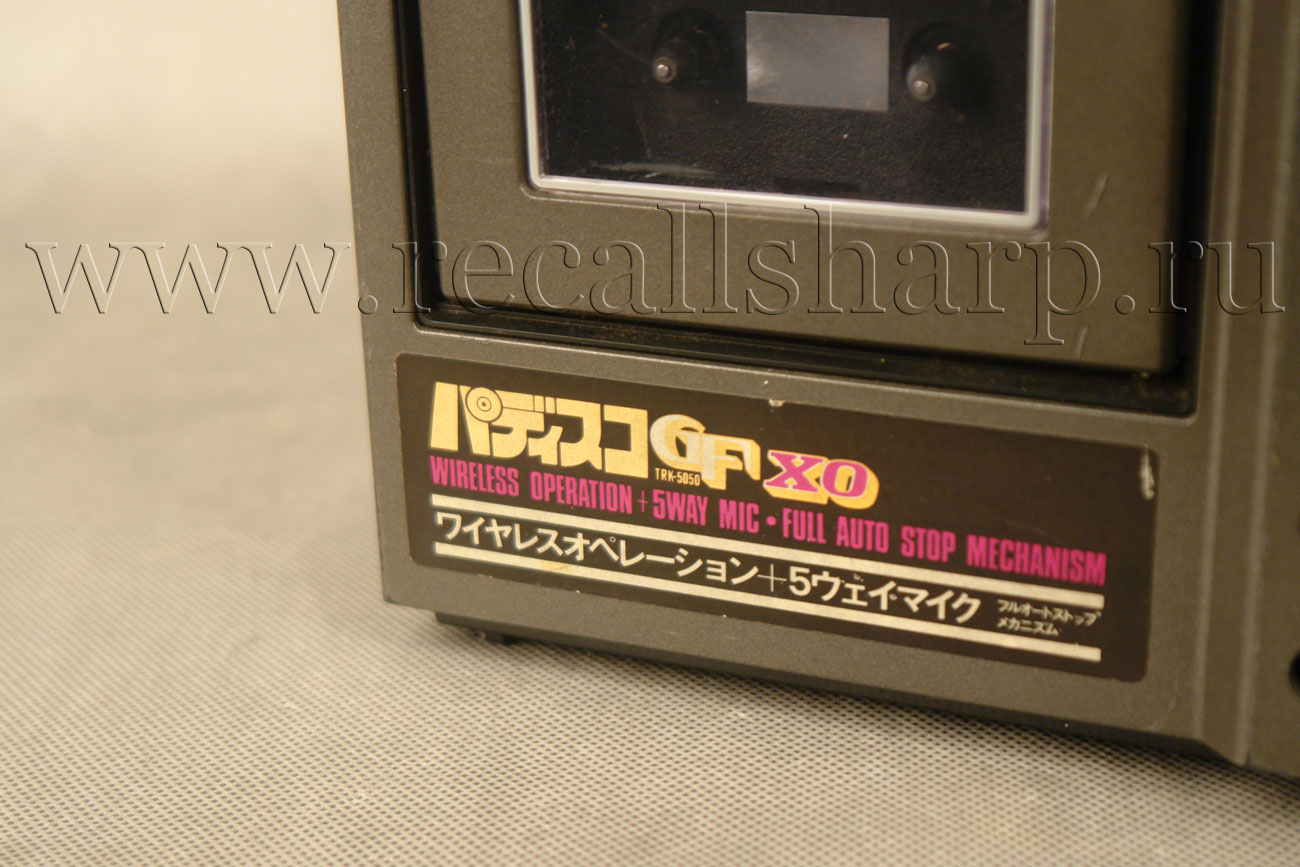 www.recallsharp.ru
パディスコ GF XO
TRK-5050
WIRELESS OPERATION + 5WAY MIC • FULL AUTO STOP MECHANISM
ワイヤレスオペレーション+5ウェイマイク
フルオートストップ
メカニズム